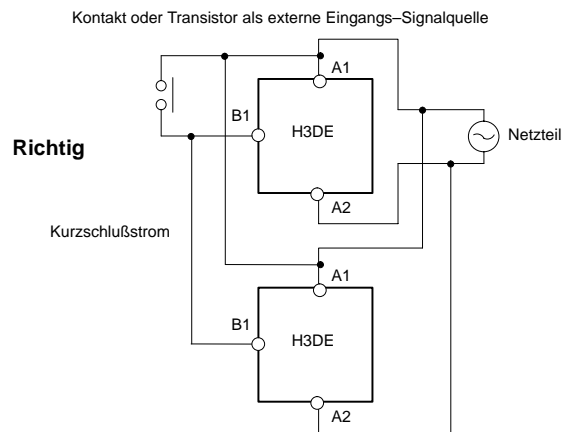 Kontakt oder Transistor als externe Eingangs–Signalquelle
A1
B1
H3DE
Netzteil
Richtig
A2
Kurzschlußstrom
A1
B1
H3DE
A2